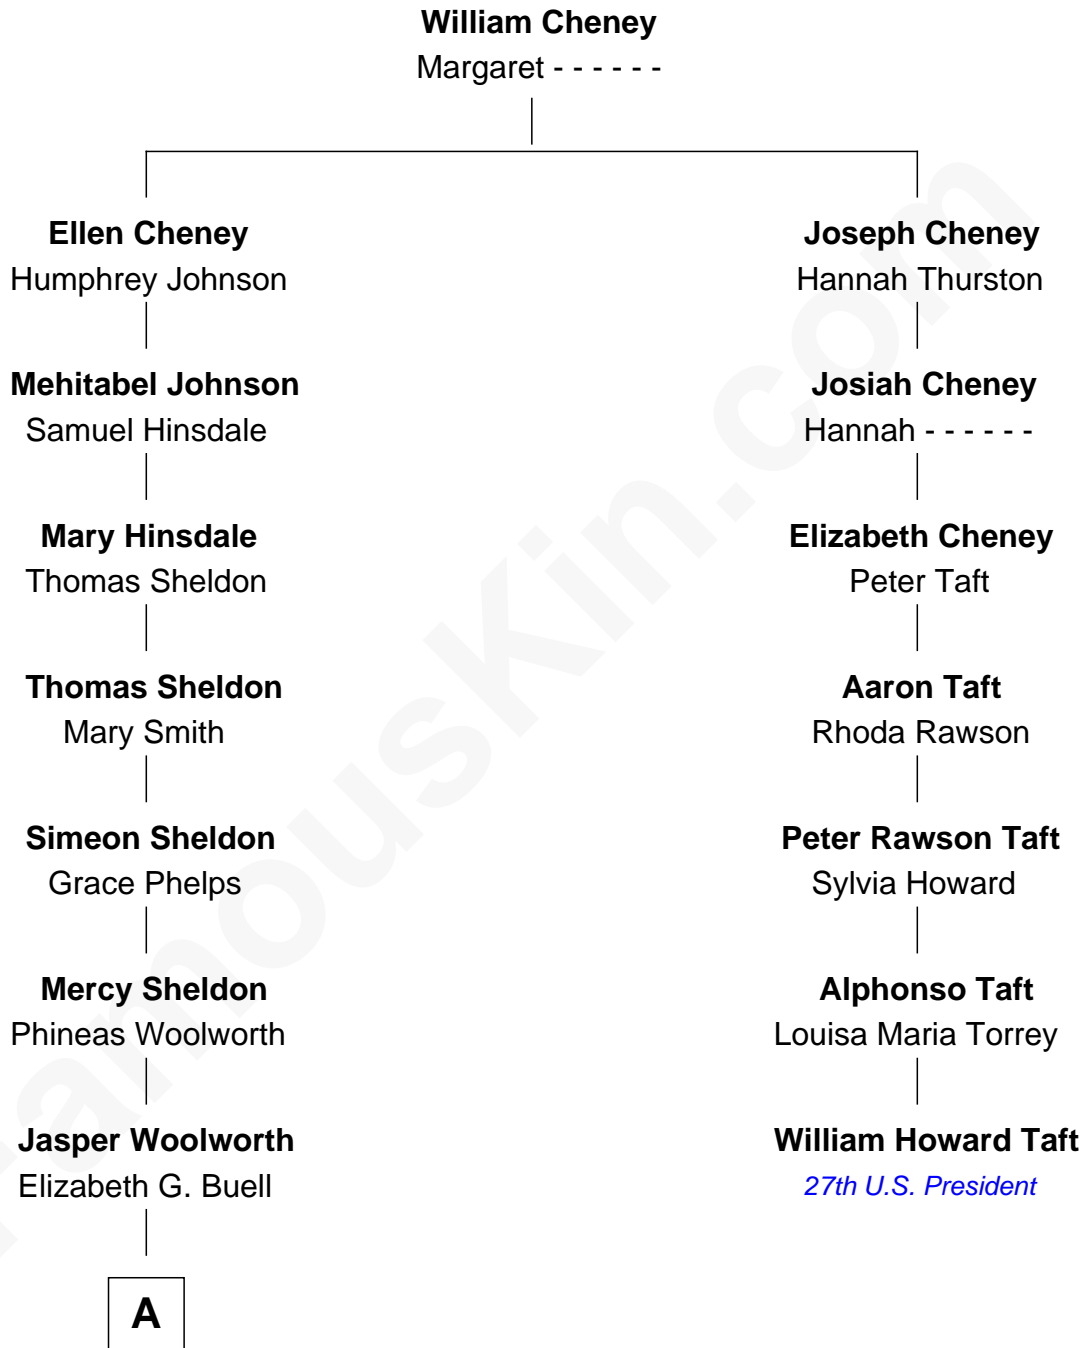 William Cheney
Margaret - - - - - -
Ellen Cheney
Humphrey Johnson
Joseph Cheney
Hannah Thurston
Mehitabel Johnson
Samuel Hinsdale
Josiah Cheney
Hannah - - - - - -
Mary Hinsdale
Thomas Sheldon
Elizabeth Cheney
Peter Taft
Thomas Sheldon
Mary Smith
Aaron Taft
Rhoda Rawson
Simeon Sheldon
Grace Phelps
Peter Rawson Taft
Sylvia Howard
Mercy Sheldon
Phineas Woolworth
Alphonso Taft
Louisa Maria Torrey
Jasper Woolworth
Elizabeth G. Buell
William Howard Taft
27th U.S. President
A
FamousKin.com